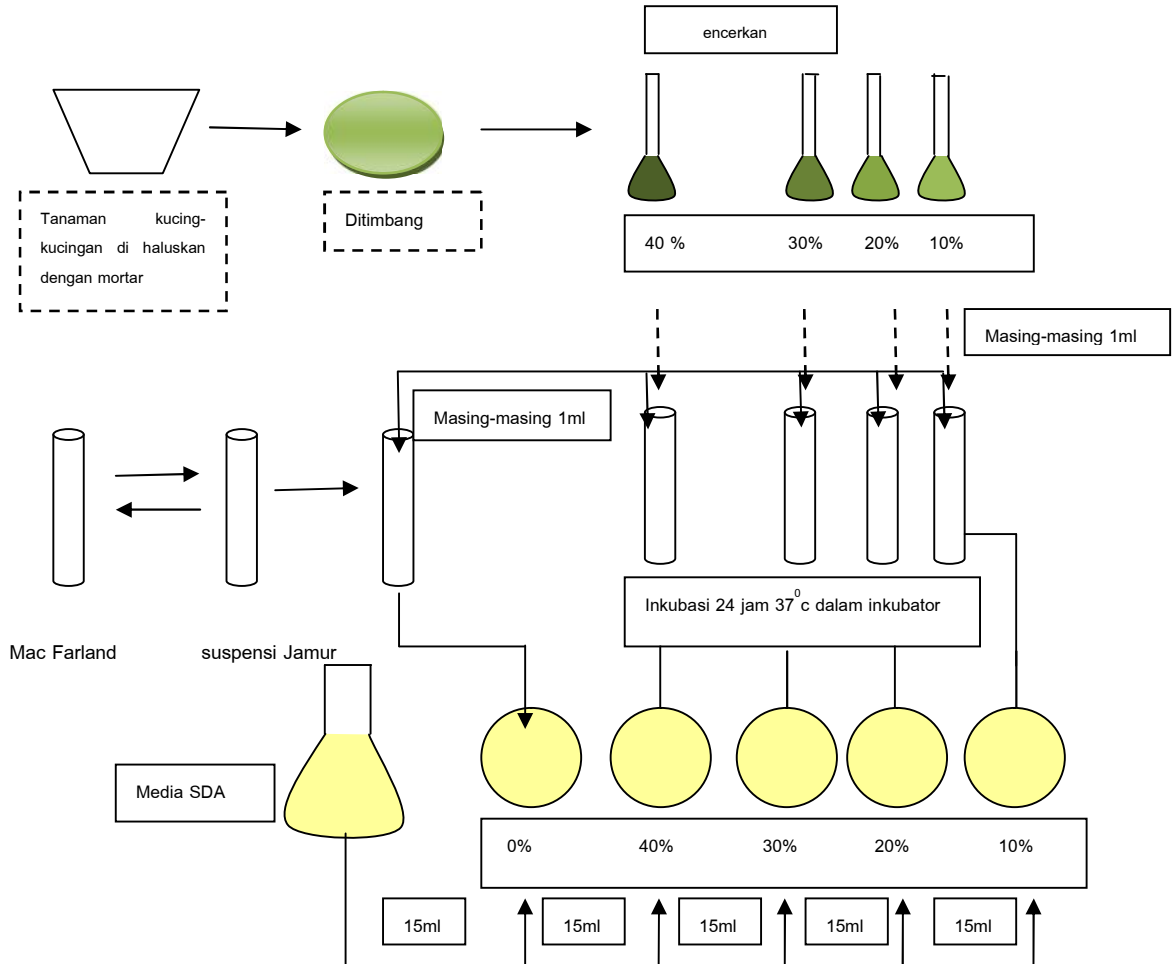 encerkan
Tanaman kucing-
kucingan di haluskan
dengan mortar
Ditimbang
40 % 30% 20% 10%
Masing-masing 1ml
Masing-masing 1ml
Inkubasi 24 jam 37⁰c dalam inkubator
Mac Farland suspensi Jamur
Media SDA
0% 40% 30% 20% 10%
15ml 15ml 15ml 15ml 15ml